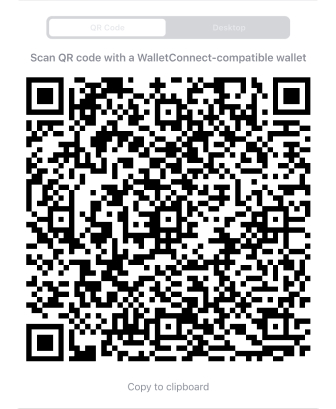 QR Code
Desktop
Scan QR code with a WalletConnect-compatible wallet
Copy to clipboard